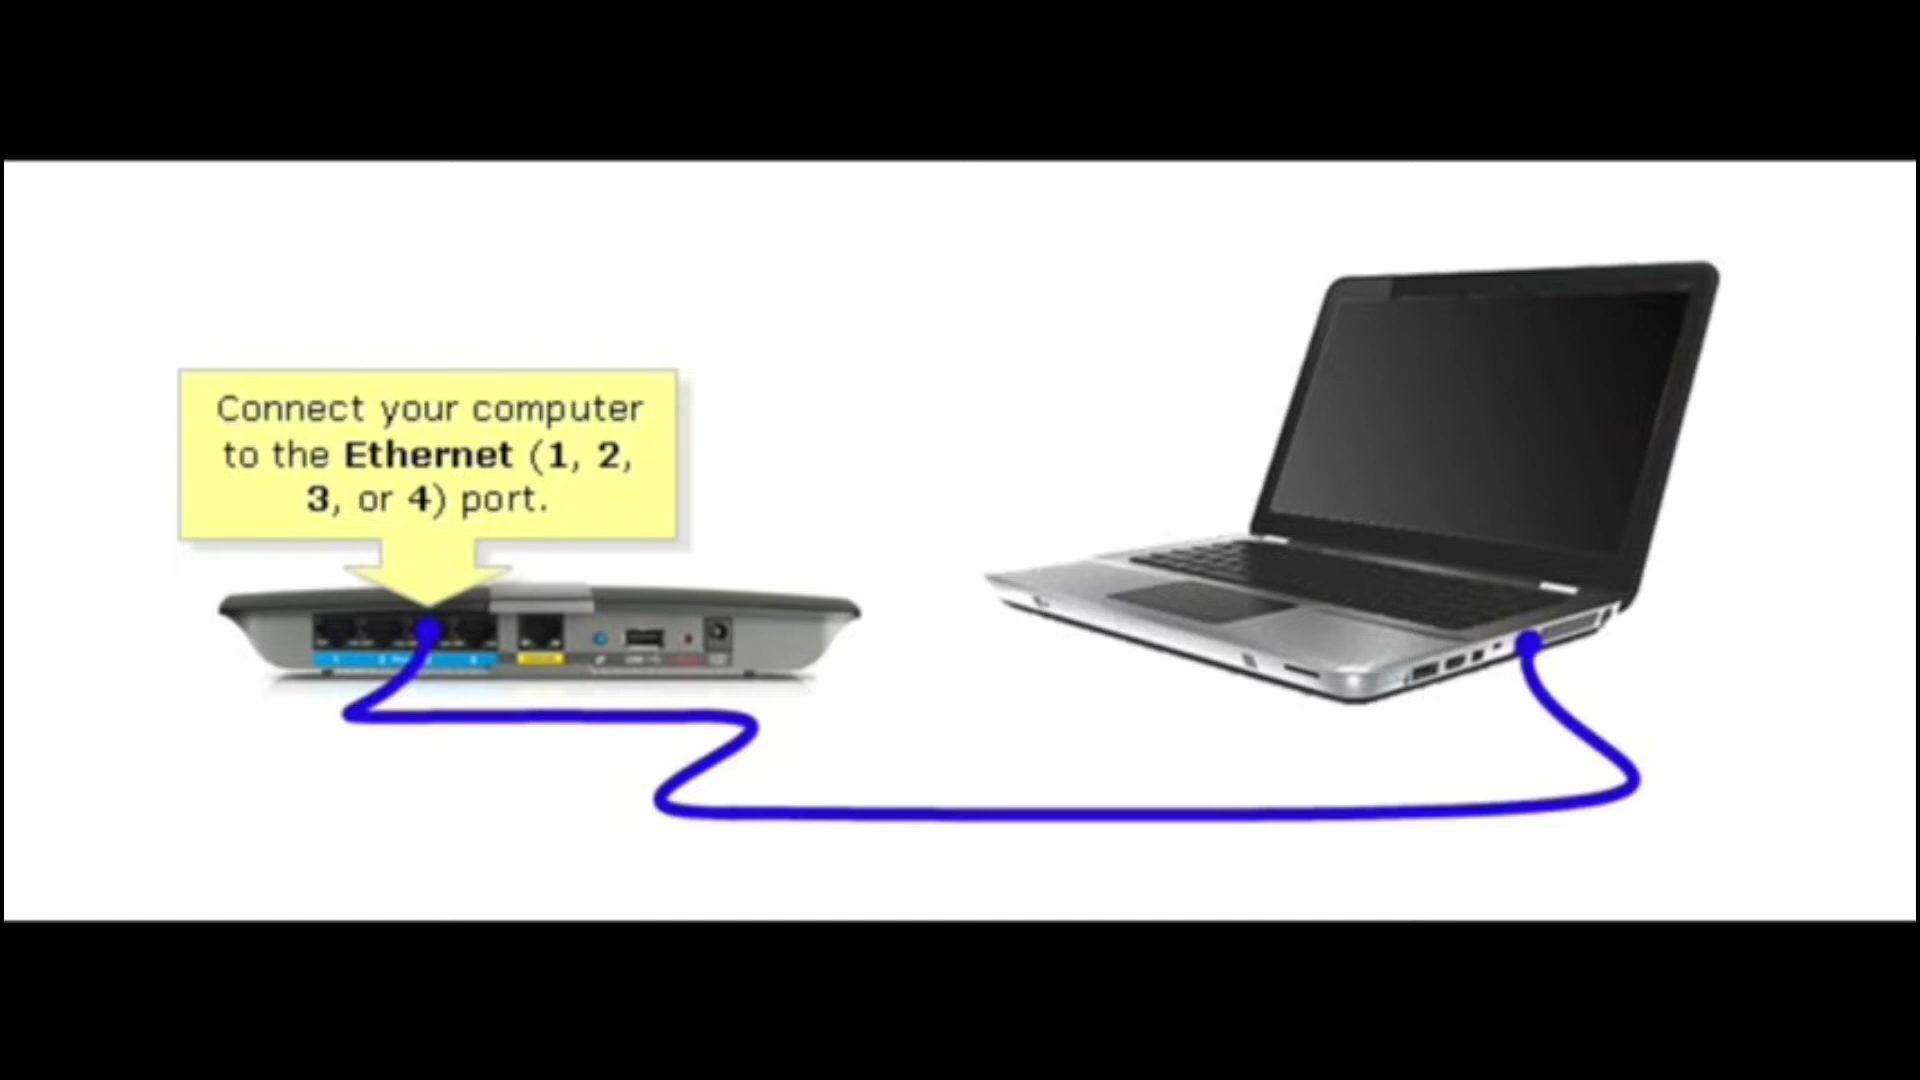 Connect your computer
to the Ethernet (1, 2,
3, or 4) port.